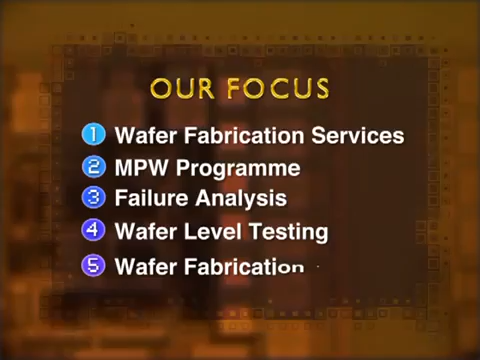 OUR FOCUS
1 Wafer Fabrication Services
2 MPW Programme
3 Failure Analysis
4 Wafer Level Testing
5 Wafer Fabrication